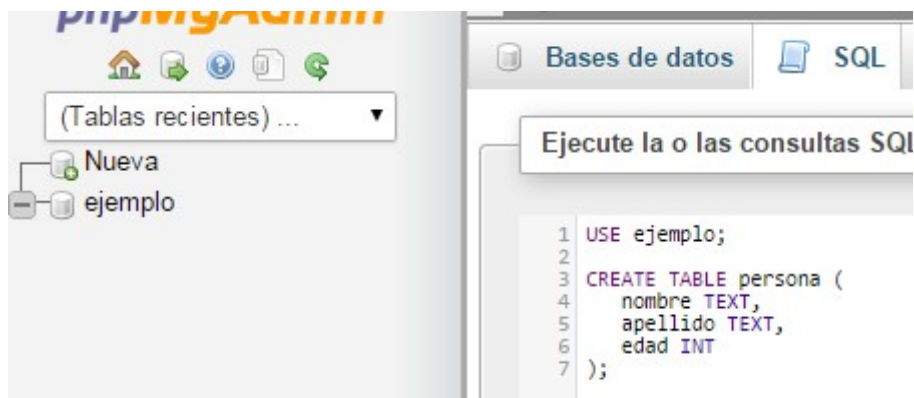 phpMyAdmin
(Tablas recientes) ...
Nueva
ejemplo
Bases de datos
SQL
Ejecute la o las consultas SQL
1 USE ejemplo;
2
3 CREATE TABLE persona (
4 nombre TEXT,
5 apellido TEXT,
6 edad INT
7 );